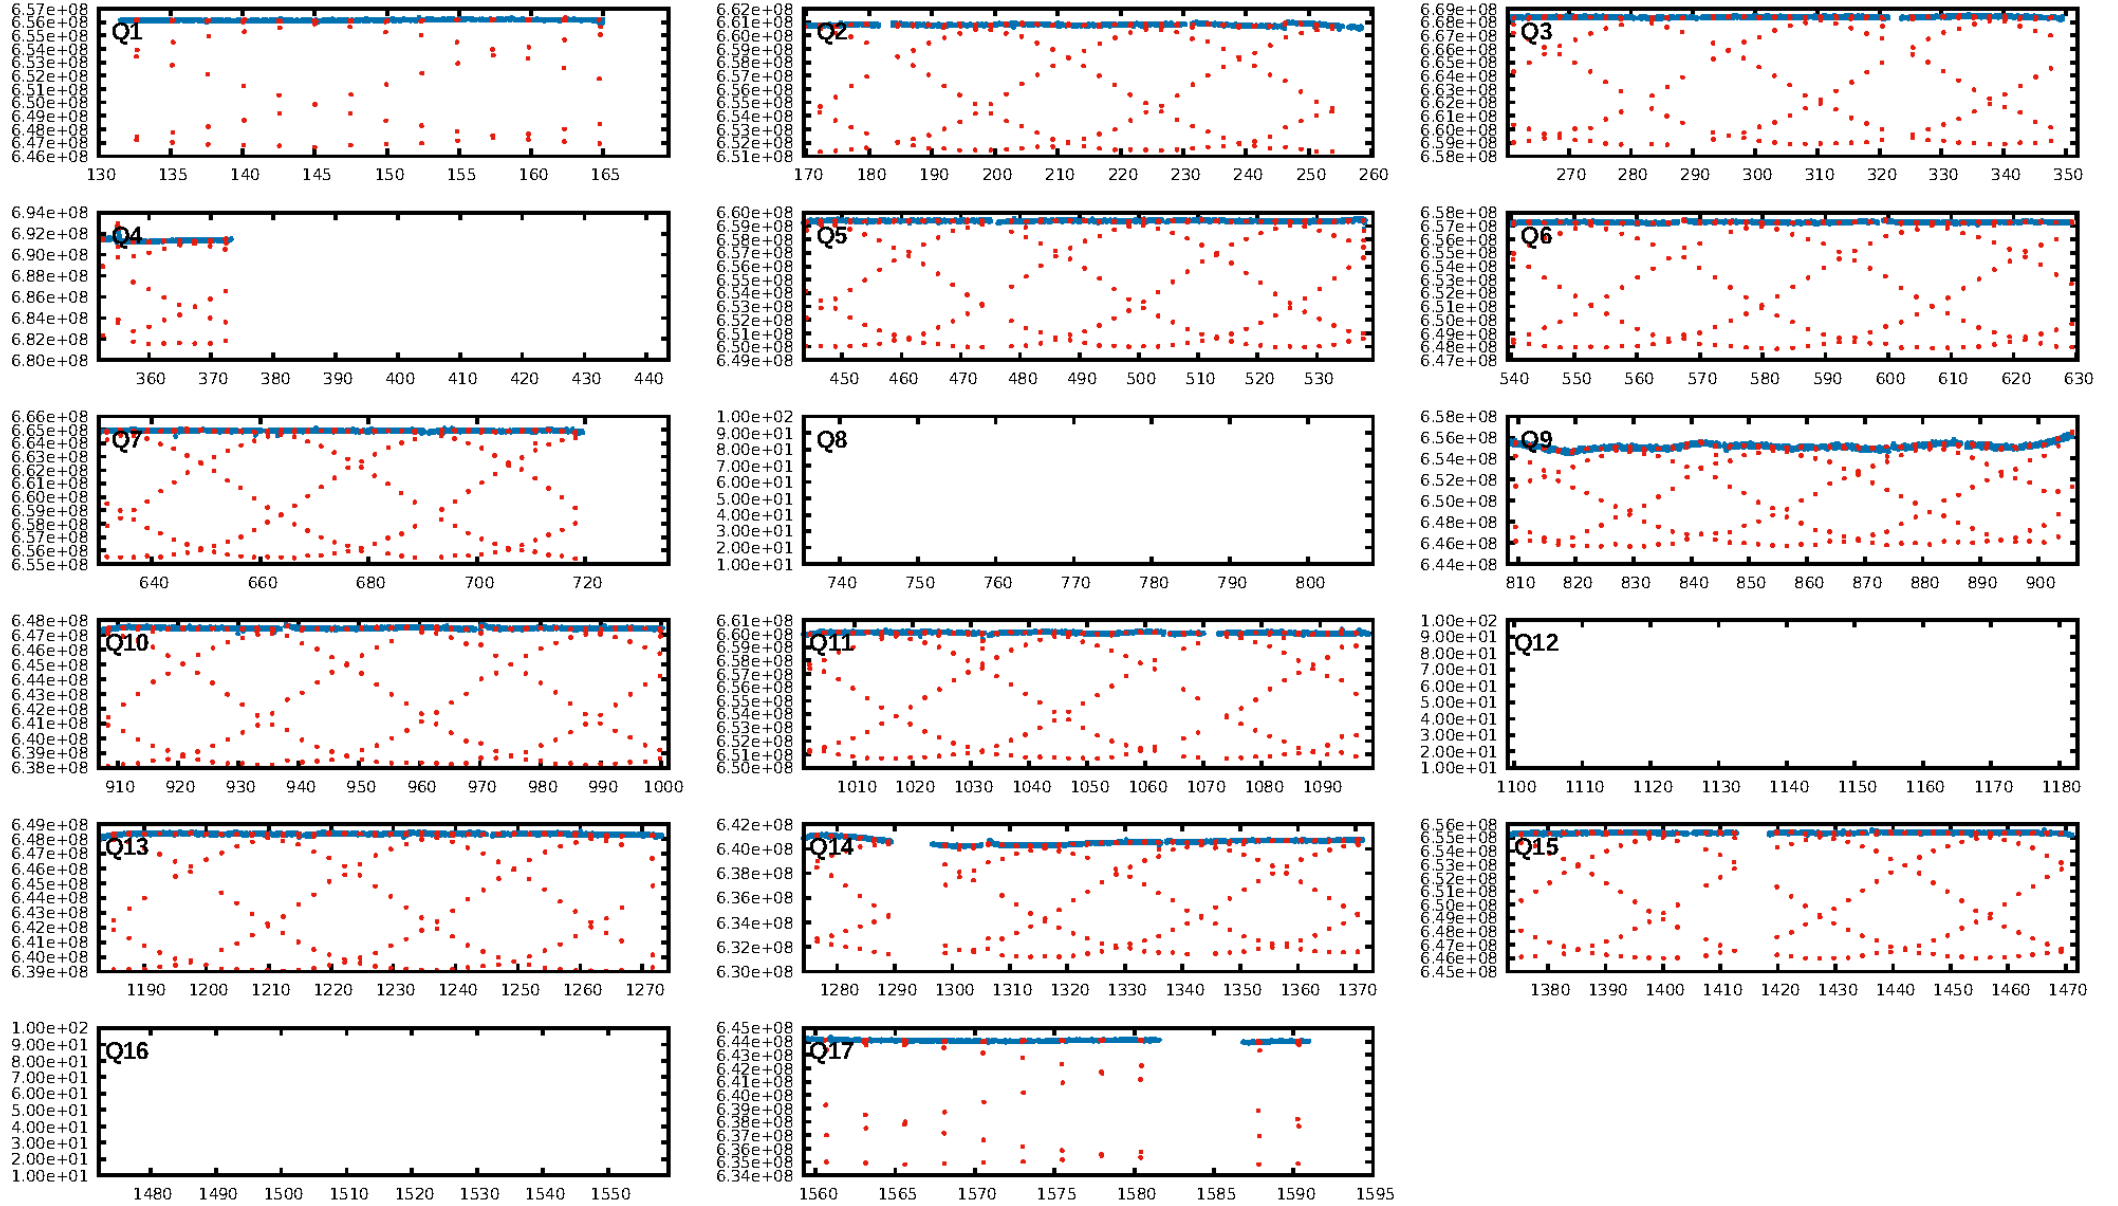 6.57e+08
6.56e+08
Q1
6.55e+08
6.54e+08
6.53e+08
6.52e+08
6.51e+08
6.50e+08
6.49e+08
6.48e+08
6.47e+08
6.46e+08
130 135 140 145 150 155 160 165
6.62e+08
6.61e+08
Q2
6.60e+08
6.59e+08
6.58e+08
6.57e+08
6.56e+08
6.55e+08
6.54e+08
6.53e+08
6.52e+08
6.51e+08
170 180 190 200 210 220 230 240 250 260
6.69e+08
6.68e+08
Q3
6.67e+08
6.66e+08
6.65e+08
6.64e+08
6.63e+08
6.62e+08
6.61e+08
6.60e+08
6.59e+08
6.58e+08
270 280 290 300 310 320 330 340 350
6.94e+08
6.92e+08
Q4
6.90e+08
6.88e+08
6.86e+08
6.84e+08
6.82e+08
6.80e+08
360 370 380 390 400 410 420 430 440
6.60e+08
6.59e+08
Q5
6.58e+08
6.57e+08
6.56e+08
6.55e+08
6.54e+08
6.53e+08
6.52e+08
6.51e+08
6.50e+08
6.49e+08
450 460 470 480 490 500 510 520 530
6.58e+08
6.57e+08
Q6
6.56e+08
6.55e+08
6.54e+08
6.53e+08
6.52e+08
6.51e+08
6.50e+08
6.49e+08
6.48e+08
6.47e+08
540 550 560 570 580 590 600 610 620 630
6.66e+08
6.65e+08
Q7
6.64e+08
6.63e+08
6.62e+08
6.61e+08
6.60e+08
6.59e+08
6.58e+08
6.57e+08
6.56e+08
6.55e+08
640 660 680 700 720
1.00e+02
9.00e+01
Q8
8.00e+01
7.00e+01
6.00e+01
5.00e+01
4.00e+01
3.00e+01
2.00e+01
1.00e+01
740 750 760 770 780 790 800
6.58e+08
6.56e+08
Q9
6.54e+08
6.52e+08
6.50e+08
6.48e+08
6.46e+08
6.44e+08
810 820 830 840 850 860 870 880 890 900
6.48e+08
6.47e+08
Q10
6.46e+08
6.45e+08
6.44e+08
6.43e+08
6.42e+08
6.41e+08
6.40e+08
6.39e+08
6.38e+08
910 920 930 940 950 960 970 980 990 1000
6.61e+08
6.60e+08
Q11
6.59e+08
6.58e+08
6.57e+08
6.56e+08
6.55e+08
6.54e+08
6.53e+08
6.52e+08
6.51e+08
6.50e+08
1010 1020 1030 1040 1050 1060 1070 1080 1090
1.00e+02
9.00e+01
Q12
8.00e+01
7.00e+01
6.00e+01
5.00e+01
4.00e+01
3.00e+01
2.00e+01
1.00e+01
1100 1110 1120 1130 1140 1150 1160 1170 1180
6.49e+08
6.48e+08
Q13
6.47e+08
6.46e+08
6.45e+08
6.44e+08
6.43e+08
6.42e+08
6.41e+08
6.40e+08
6.39e+08
1190 1200 1210 1220 1230 1240 1250 1260 1270
6.42e+08
Q14
6.40e+08
6.38e+08
6.36e+08
6.34e+08
6.32e+08
6.30e+08
1280 1290 1300 1310 1320 1330 1340 1350 1360 1370
6.56e+08
6.55e+08
Q15
6.54e+08
6.53e+08
6.52e+08
6.51e+08
6.50e+08
6.49e+08
6.48e+08
6.47e+08
6.46e+08
6.45e+08
1380 1390 1400 1410 1420 1430 1440 1450 1460 1470
1.00e+02
9.00e+01
Q16
8.00e+01
7.00e+01
6.00e+01
5.00e+01
4.00e+01
3.00e+01
2.00e+01
1.00e+01
1480 1490 1500 1510 1520 1530 1540 1550
6.45e+08
6.44e+08
Q17
6.43e+08
6.42e+08
6.41e+08
6.40e+08
6.39e+08
6.38e+08
6.37e+08
6.36e+08
6.35e+08
6.34e+08
1560 1565 1570 1575 1580 1585 1590 1595